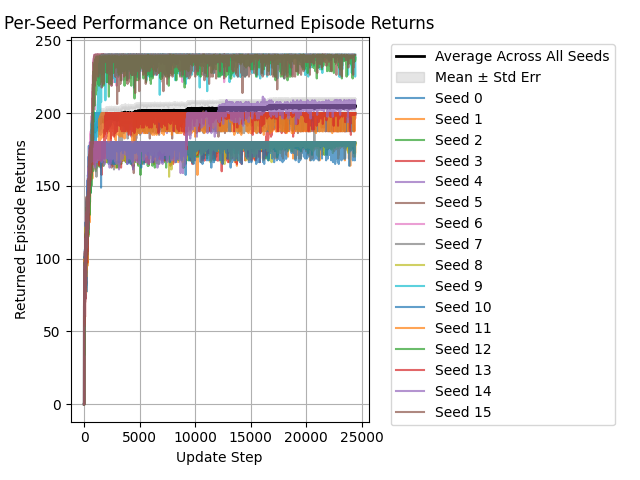 Per-Seed Performance on Returned Episode Returns
Returned Episode Returns
250
200
150
100
50
0
0 5000 10000 15000 20000 25000
Update Step
Average Across All Seeds
Mean ± Std Err
Seed 0
Seed 1
Seed 2
Seed 3
Seed 4
Seed 5
Seed 6
Seed 7
Seed 8
Seed 9
Seed 10
Seed 11
Seed 12
Seed 13
Seed 14
Seed 15